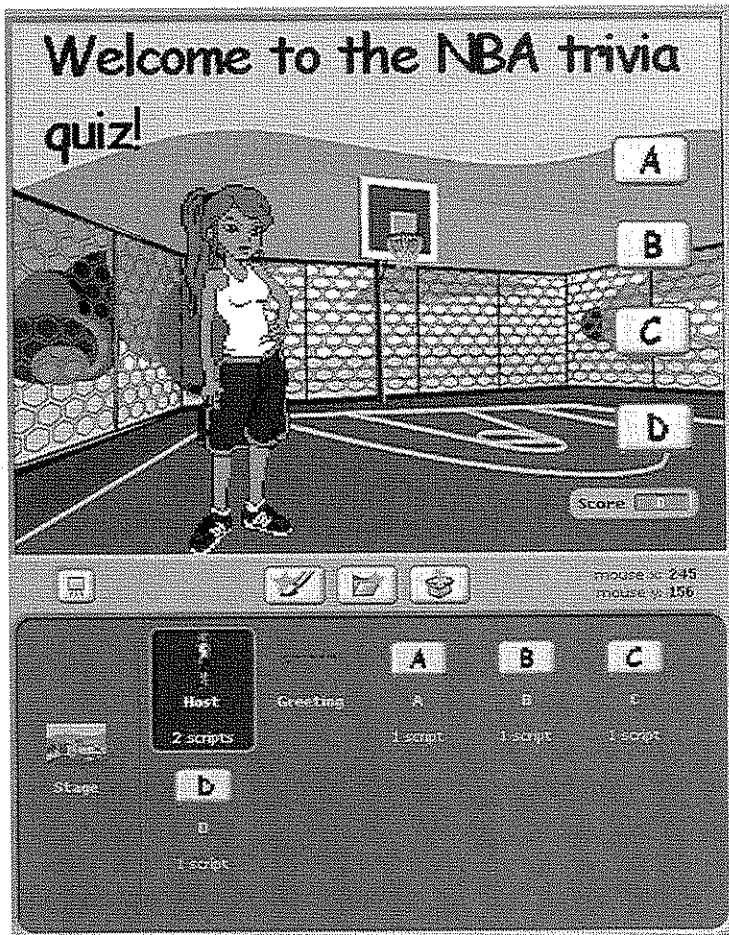 Welcome to the NBA trivia
quiz!
A
B
C
D
Score 0
mouse x: 245
mouse y: 156
A B C
Host Greeting A B C
2 scripts 1 script 1 script 1 script
Stage
D
D
1 script